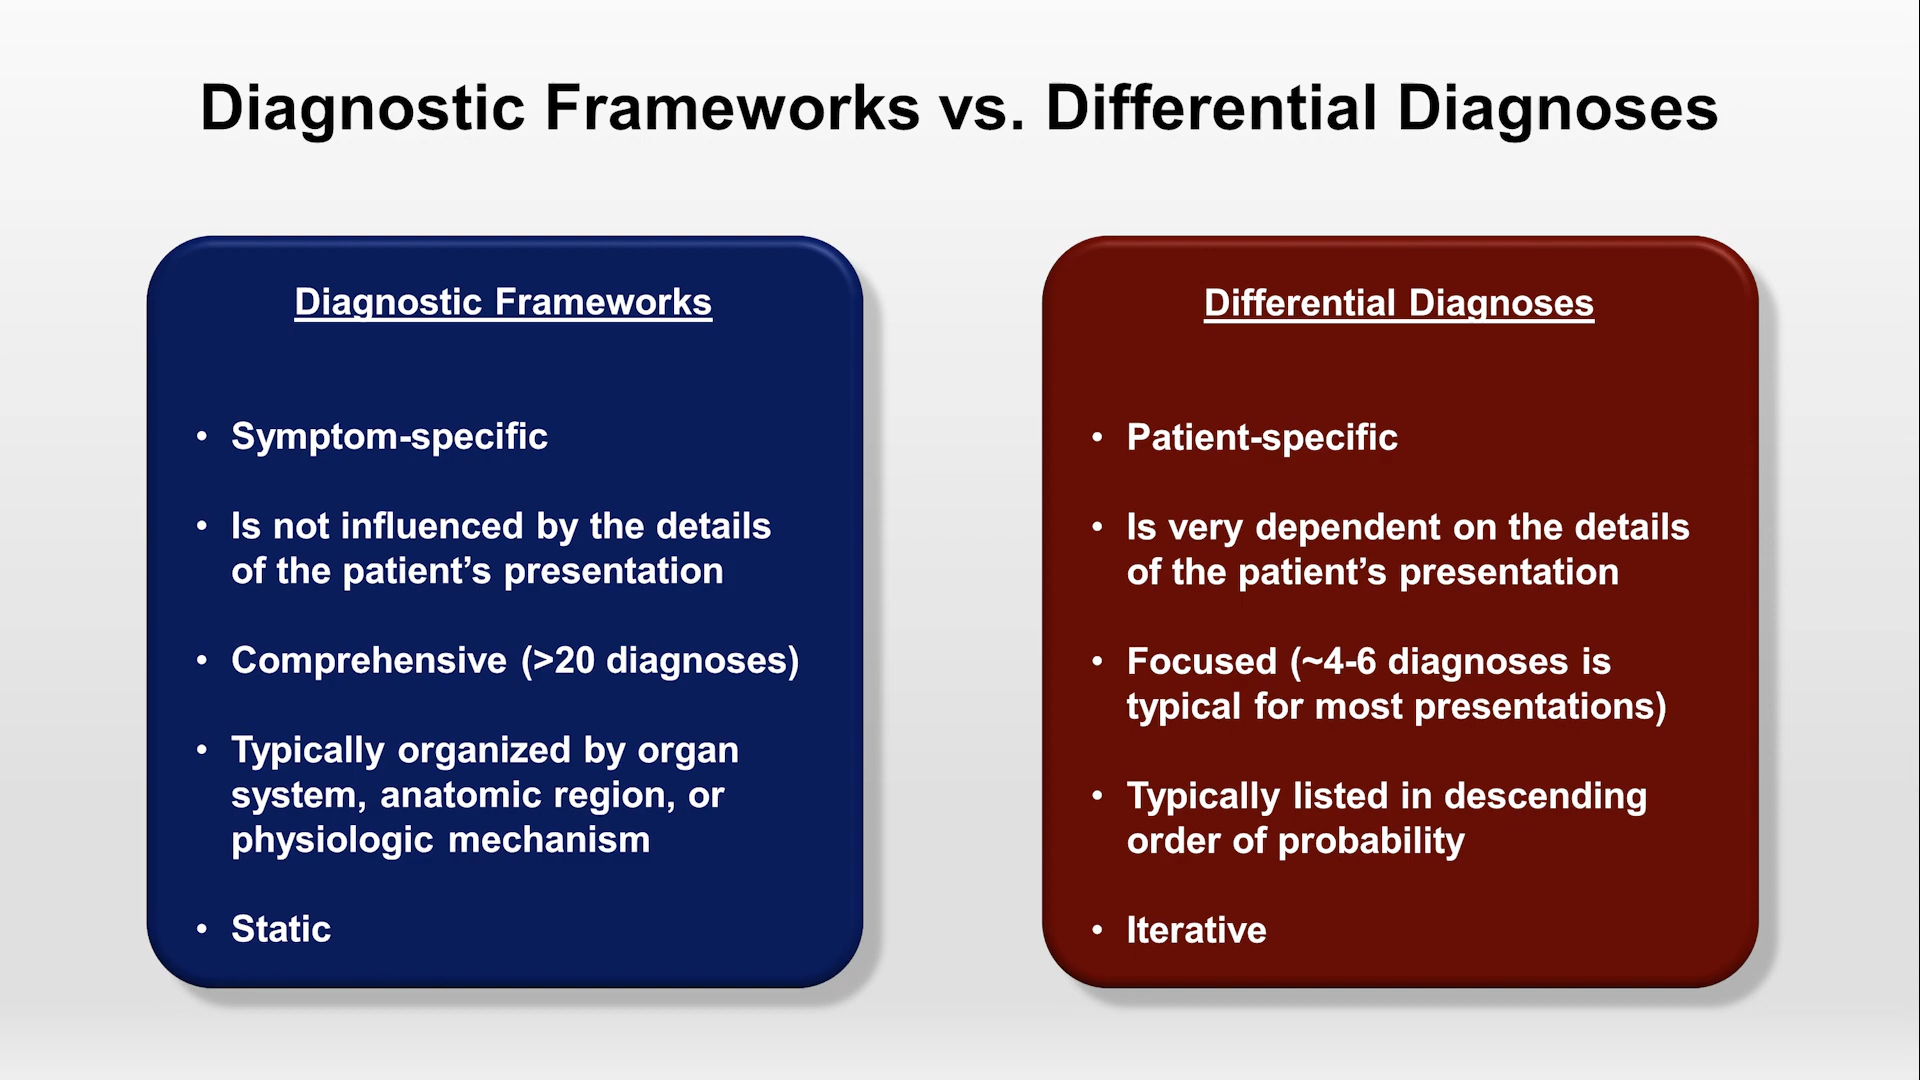 Diagnostic Frameworks vs. Differential Diagnoses
Diagnostic Frameworks
• Symptom-specific
• Is not influenced by the details
of the patient’s presentation
• Comprehensive (>20 diagnoses)
• Typically organized by organ
system, anatomic region, or
physiologic mechanism
• Static
Differential Diagnoses
• Patient-specific
• Is very dependent on the details
of the patient’s presentation
• Focused (~4-6 diagnoses is
typical for most presentations)
• Typically listed in descending
order of probability
• Iterative